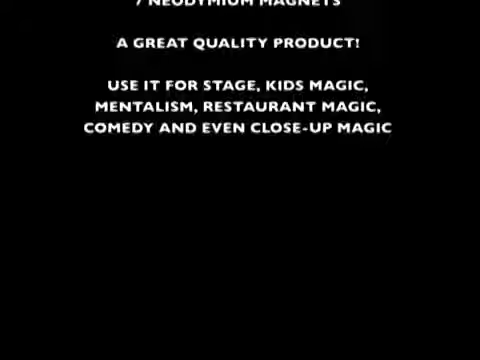 7 NEODYMIUM MAGNETS
A GREAT QUALITY PRODUCT!
USE IT FOR STAGE, KIDS MAGIC,
MENTALISM, RESTAURANT MAGIC,
COMEDY AND EVEN CLOSE-UP MAGIC